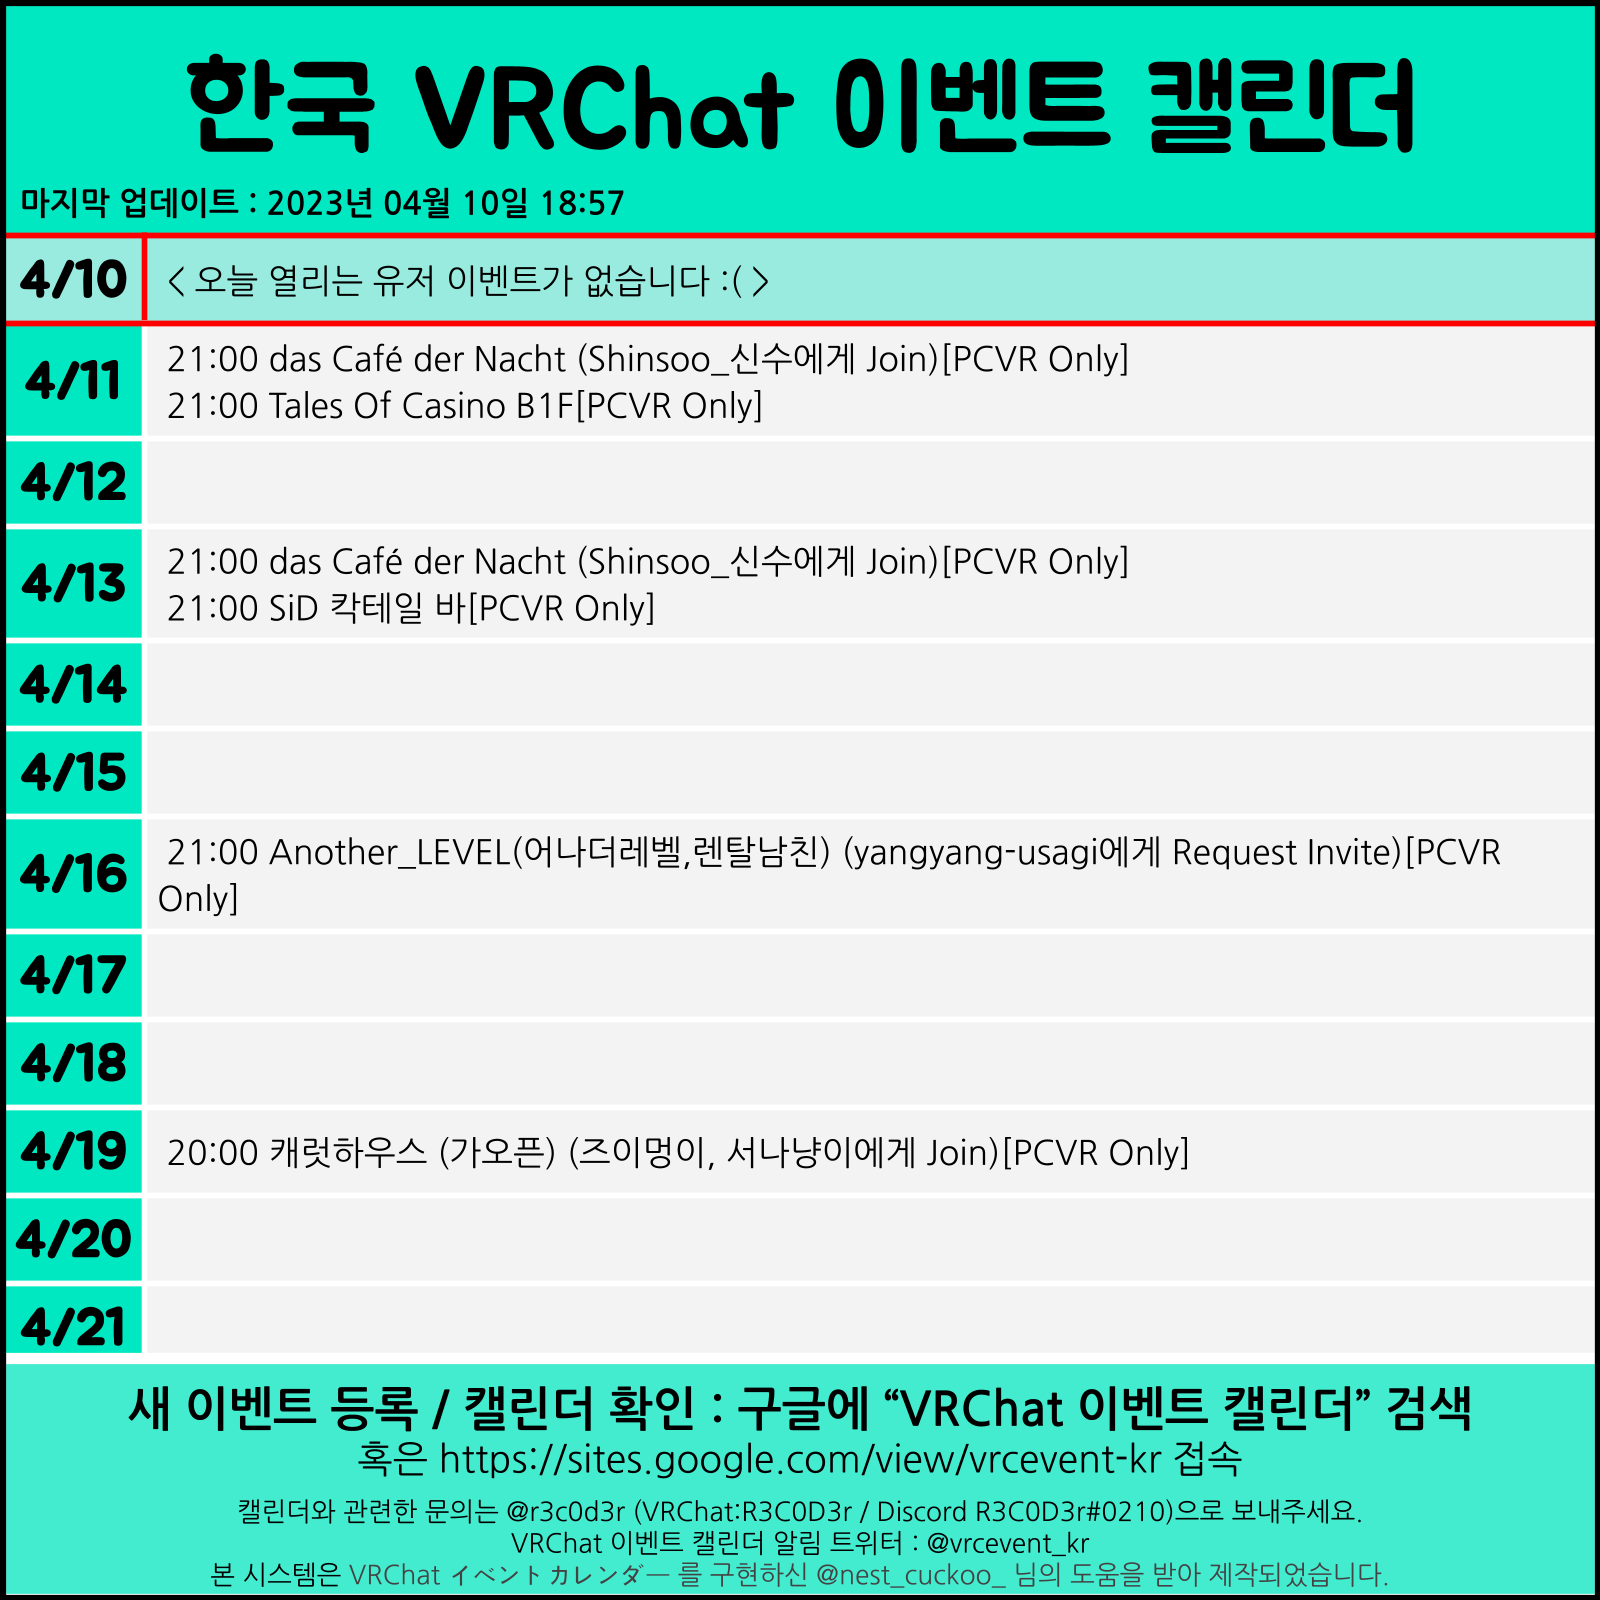 한국 VRChat 이벤트 캘린더
마지막 업데이트 : 2023년 04월 10일 18:57
4/10
< 오늘 열리는 유저 이벤트가 없습니다 :( >
4/11
21:00 das Café der Nacht (Shinsoo_신수에게 Join)[PCVR Only]
21:00 Tales Of Casino B1F[PCVR Only]
4/12
4/13
21:00 das Café der Nacht (Shinsoo_신수에게 Join)[PCVR Only]
21:00 SiD 칵테일 바[PCVR Only]
4/14
4/15
4/16
21:00 Another_LEVEL(어나더레벨,렌탈남친) (yangyang-usagi에게 Request Invite)[PCVR
Only]
4/17
4/18
4/19
20:00 캐럿하우스 (가오픈) (즈이멍이, 서나냥이에게 Join)[PCVR Only]
4/20
4/21
새 이벤트 등록 / 캘린더 확인 : 구글에 “VRChat 이벤트 캘린더” 검색
혹은 https://sites.google.com/view/vrcevent-kr 접속
캘린더와 관련한 문의는 @r3c0d3r (VRChat:R3C0D3r / Discord R3C0D3r#0210)으로 보내주세요.
VRChat 이벤트 캘린더 알림 트위터 : @vrcevent_kr
본 시스템은 VRChat イベントカレンダー 를 구현하신 @nest_cuckoo_ 님의 도움을 받아 제작되었습니다.